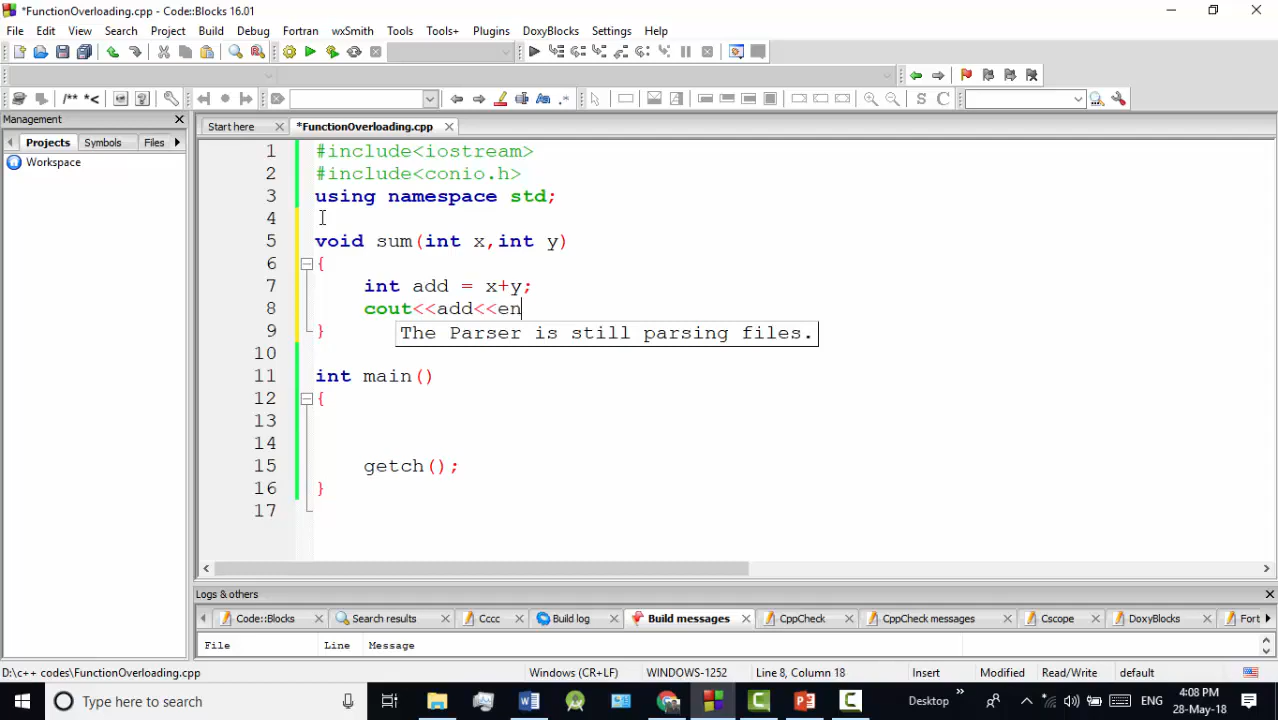 *FunctionOverloading.cpp - Code::Blocks 16.01
File Edit View Search Project Build Debug Fortran wxSmith Tools Tools+ Plugins DoxyBlocks Settings Help
/** *<
S C
Management
Projects Symbols Files
Workspace
Start here *FunctionOverloading.cpp
1 #include<iostream>
2 #include<conio.h>
3 using namespace std;
4
5 void sum(int x,int y)
6 {
7 int add = x+y;
8 cout<<add<<en
9 }
The Parser is still parsing files.
10
11 int main()
12 {
13
14
15 getch();
16 }
17
Logs & others
Code::Blocks Search results Cccc Build log Build messages CppCheck CppCheck messages Cscope DoxyBlocks Fort
File Line Message
D:\c++ codes\FunctionOverloading.cpp Windows (CR+LF) WINDOWS-1252 Line 8, Column 18 Insert Modified Read/Write default
Type here to search
Desktop
ENG
4:08 PM
28-May-18